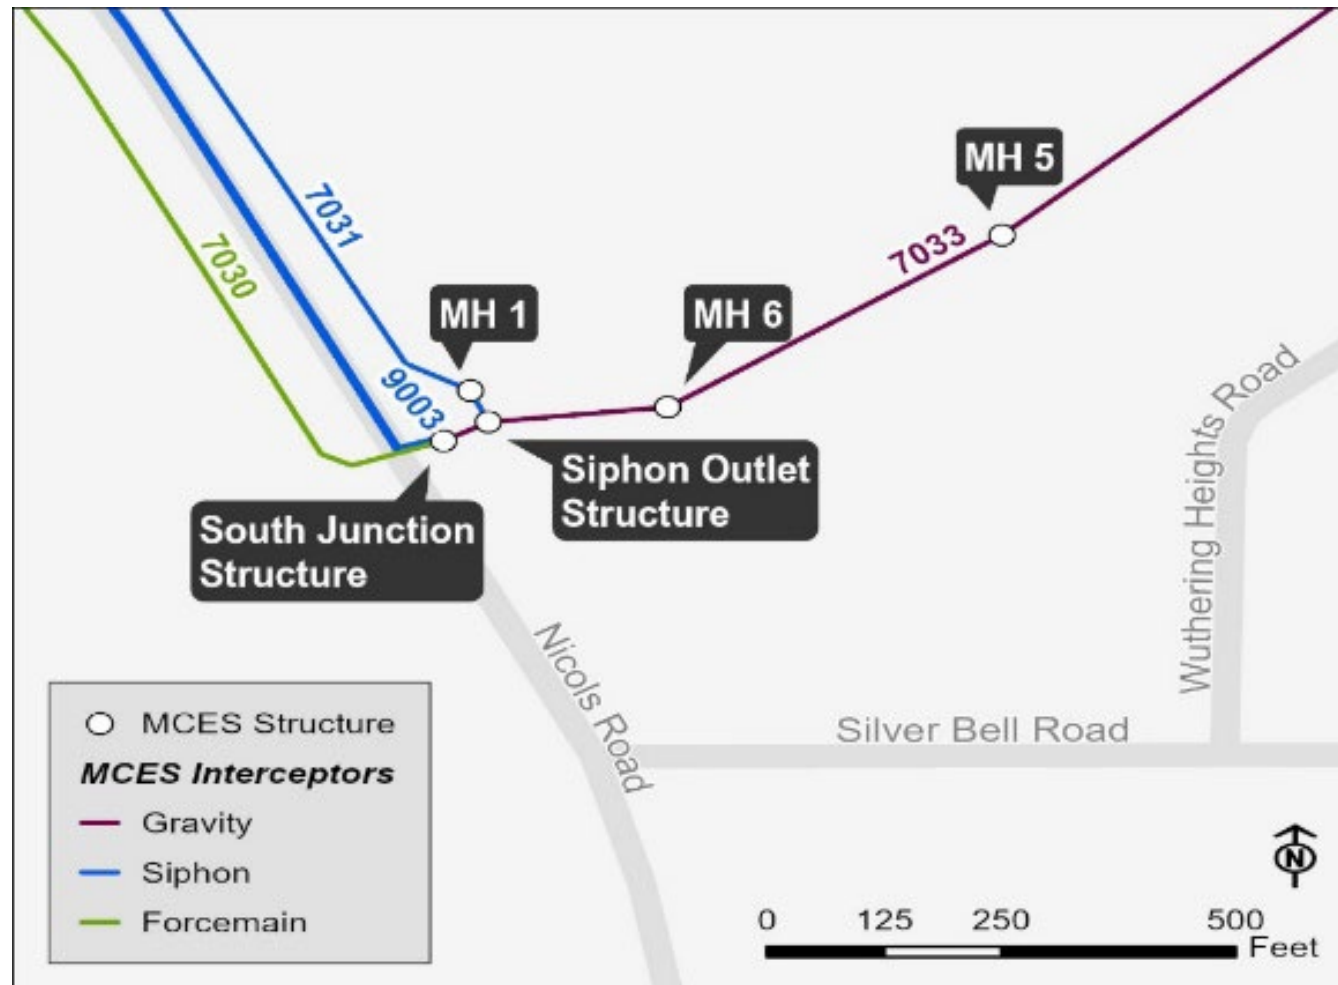 MH 5
7031
7033
7030
MH 1
MH 6
9003
Wuthering Heights Road
Siphon Outlet
Structure
South Junction
Structure
Nicols Road
Silver Bell Road
MCES Structure
MCES Interceptors
Gravity
Siphon
Forcemain
N
0 125 250 500
Feet